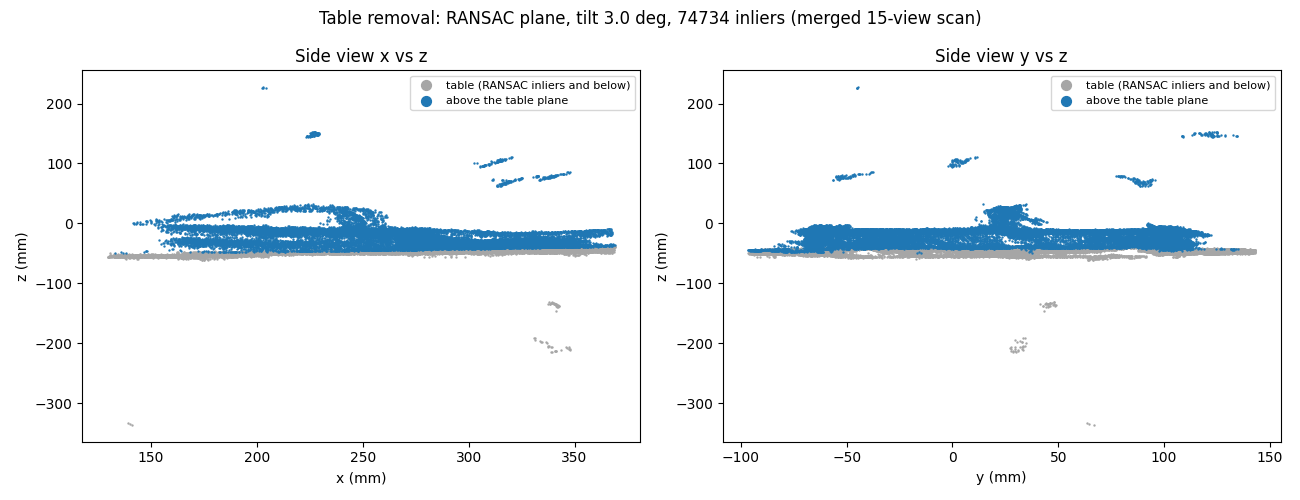 Table removal: RANSAC plane, tilt 3.0 deg, 74734 inliers (merged 15-view scan)
Side view x vs z
table (RANSAC inliers and below)
above the table plane
z (mm)
200
100
0
−100
−200
−300
150
200
250
300
350
x (mm)
Side view y vs z
table (RANSAC inliers and below)
above the table plane
z (mm)
200
100
0
−100
−200
−300
−100
−50
0
50
100
150
y (mm)